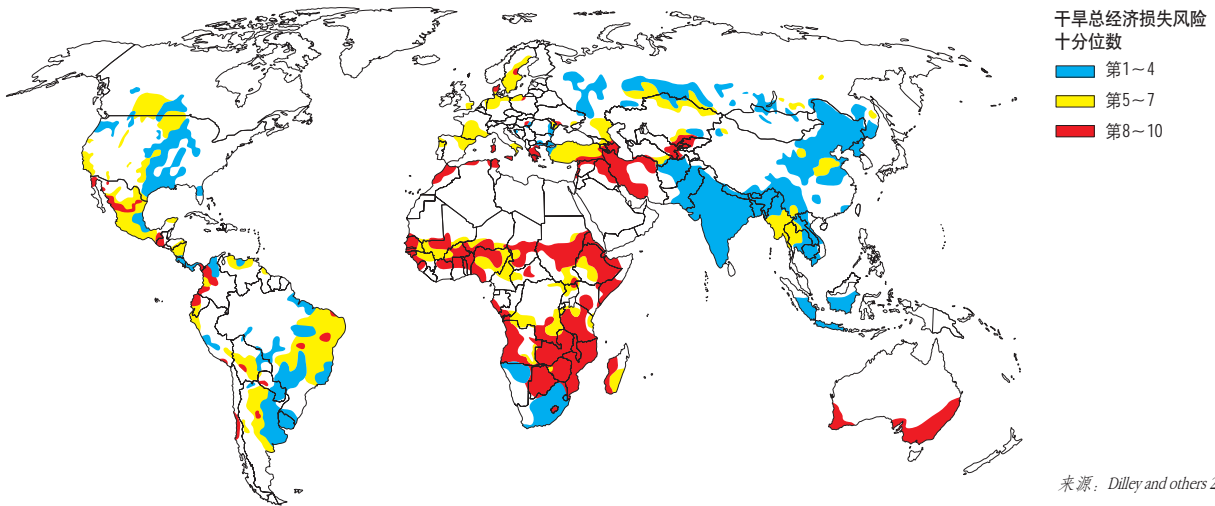 干旱总经济损失风险
十分位数
第1～4
第5～7
第8～10
来源：Dilley and others 2